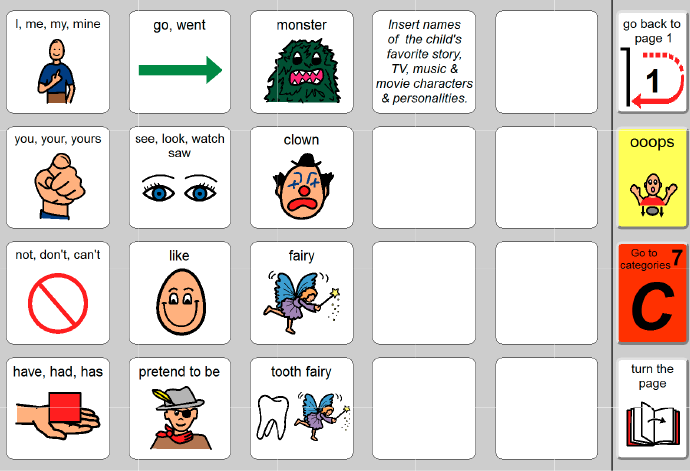 I, me, my, mine
go, went
monster
Insert names
of the child's
favorite story,
TV, music &
movie characters
& personalities.
go back to
page 1
1
you, your, yours
see, look, watch
saw
clown
ooops
not, don't, can't
like
fairy
Go to
categories 7
C
have, had, has
pretend to be
tooth fairy
turn the
page